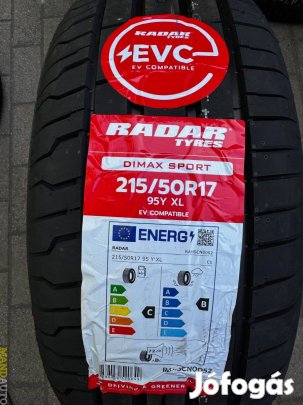 RADAR
TYRES
EVC
EV COMPATIBLE
RADAR
TYRES
DIMAX SPORT
215/50R17
95Y XL
EV COMPATIBLE
ENERG
RADAR
215/50R17 95 Y XL
C1
A
B
C
D
E
C
A
B
C
D
E
B
DRIVING A GREENER
Jófogás